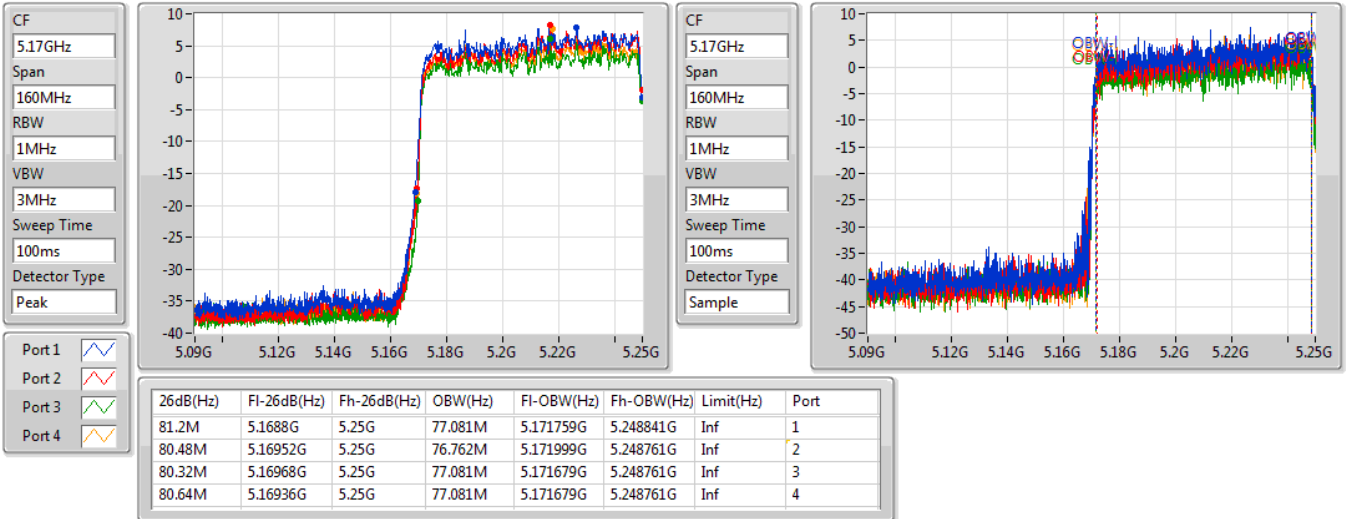 CF
5.17GHz
Span
160MHz
RBW
1MHz
VBW
3MHz
Sweep Time
100ms
Detector Type
Peak
10
5
0
-5
-10
-15
-20
-25
-30
-35
-40
5.09G 5.12G 5.14G 5.16G 5.18G 5.2G 5.22G 5.25G
CF
5.17GHz
Span
160MHz
RBW
1MHz
VBW
3MHz
Sweep Time
100ms
Detector Type
Sample
10
5
0
-5
-10
-15
-20
-25
-30
-35
-40
-45
-50
5.09G 5.12G 5.14G 5.16G 5.18G 5.2G 5.22G 5.25G
Port 1
Port 2
Port 3
Port 4
26dB(Hz) Fl-26dB(Hz) Fh-26dB(Hz) OBW(Hz) Fl-OBW(Hz) Fh-OBW(Hz) Limit(Hz) Port
81.2M 5.1688G 5.25G 77.081M 5.171759G 5.248841G Inf 1
80.48M 5.16952G 5.25G 76.762M 5.171999G 5.248761G Inf 2
80.32M 5.16968G 5.25G 77.081M 5.171679G 5.248761G Inf 3
80.64M 5.16936G 5.25G 77.081M 5.171679G 5.248761G Inf 4